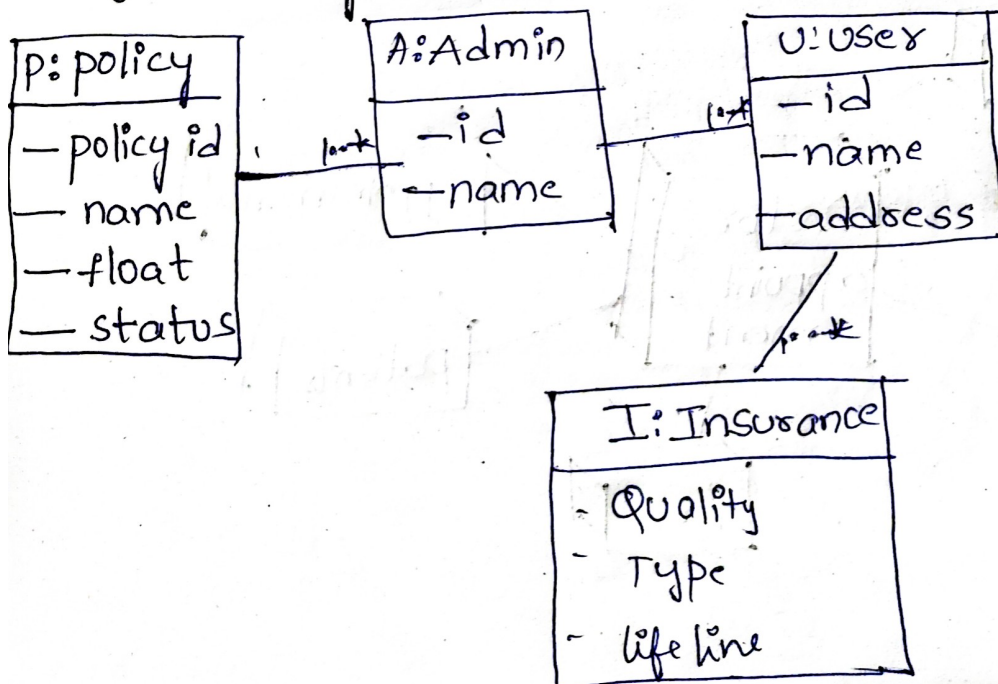 P: policy
- policy id
- name
- float
- status
A: Admin
- id
- name
U: User
- id
- name
- address
I: Insurance
- Quality
- Type
- life line